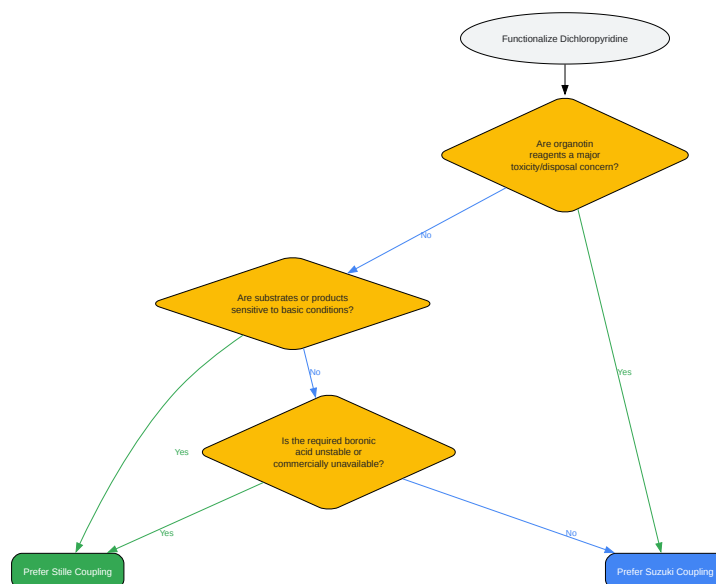 Functionalize Dichloropyridine
Are organotin
reagents a major
toxicity/disposal concern?
No
Are substrates or products
sensitive to basic conditions?
No
Yes
Is the required boronic
acid unstable or
commercially unavailable?
Yes
Yes
No
Prefer Stille Coupling
Prefer Suzuki Coupling